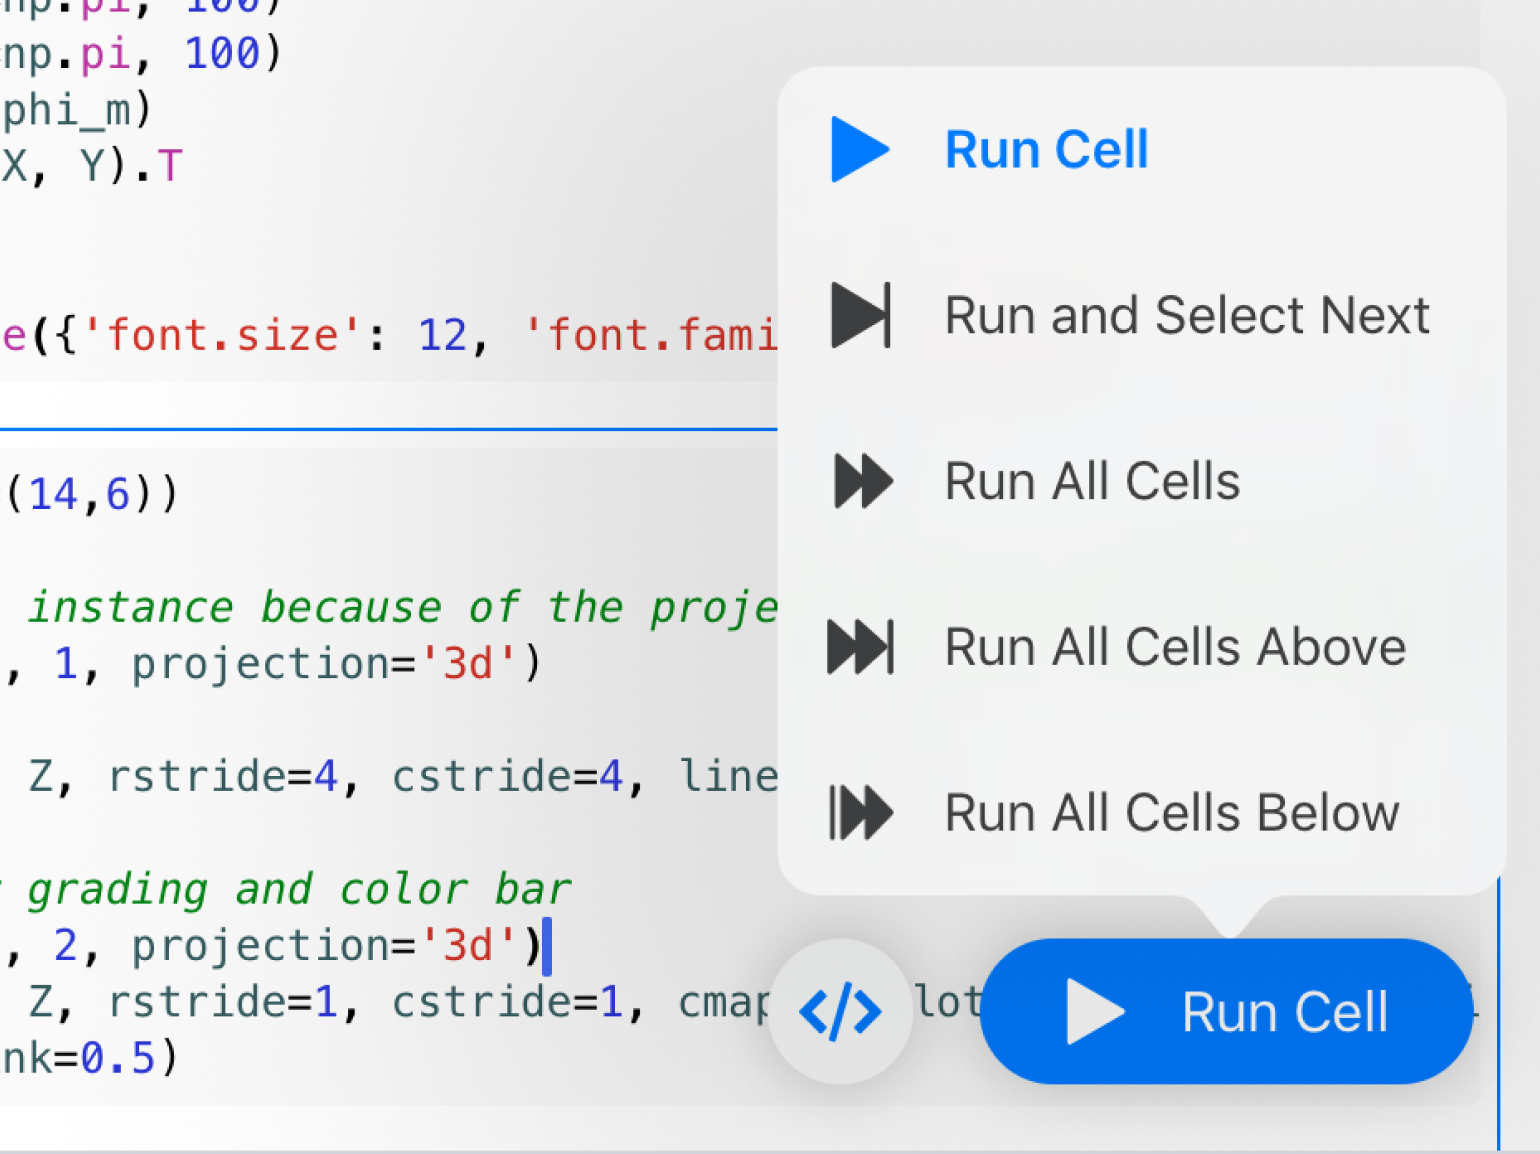 np.pi, 100)
np.pi, 100)
phi_m)
X, Y).T
e({'font.size': 12, 'font.fami
(14,6))
instance because of the proje
, 1, projection='3d')
Z, rstride=4, cstride=4, line
grading and color bar
, 2, projection='3d')
Z, rstride=1, cstride=1, cmap lot
nk=0.5)
Run Cell
Run and Select Next
Run All Cells
Run All Cells Above
Run All Cells Below
</> Run Cell